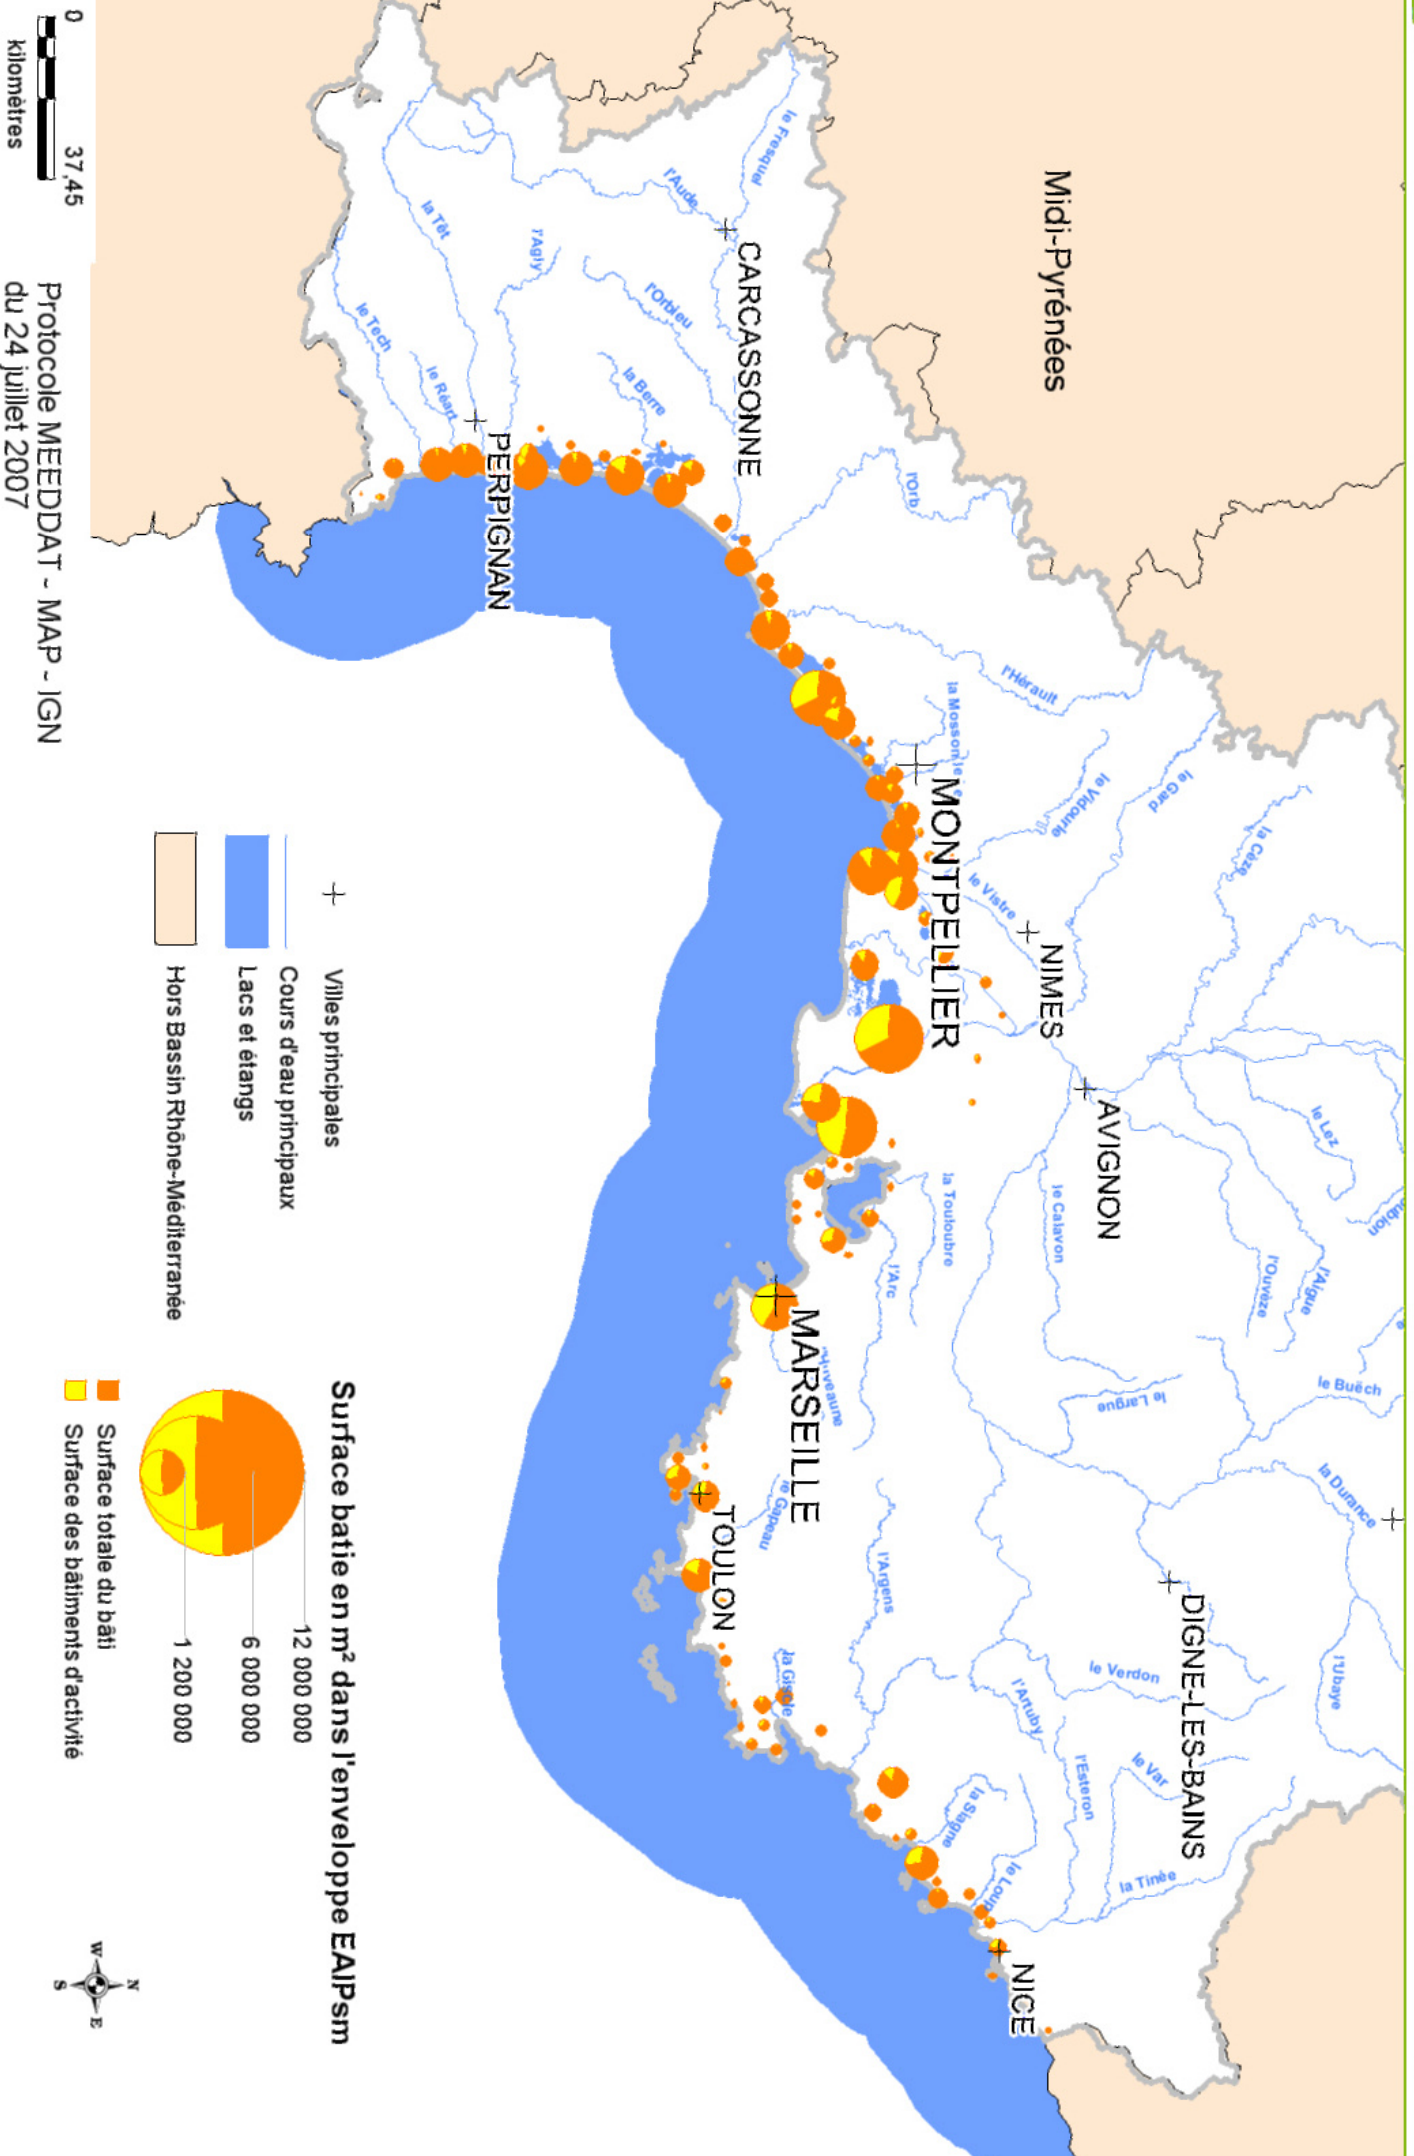 Midi-Pyrénées
le Fresquel
l'Aude
CARCASSONNE
l'Orbieu
la Berre
l'Agly
la Têt
le Tech
le Réart
PERPIGNAN
l'Orb
l'Hérault
la Mosson
MONTPELLIER
le Vidourle
le Gard
la Cèze
le Vistre
NIMES
AVIGNON
le Lez
l'Aigue
l'Ouvèze
le Calavon
la Touloubre
l'Arc
MARSEILLE
le Buëch
le Largue
la Durance
DIGNE-LES-BAINS
l'Ubaye
le Verdon
l'Artuby
l'Argens
le Gapeau
TOULON
la Giscle
l'Esteron
le Var
la Tinée
la Siagne
le Loup
NICE
0 37,45
kilomètres
Protocole MEEDDAT - MAP - IGN
du 24 juillet 2007
Villes principales
Cours d'eau principaux
Lacs et étangs
Hors Bassin Rhône-Méditerranée
Surface batie en m² dans l'enveloppe EAIPsm
12 000 000
6 000 000
1 200 000
Surface totale du bâti
Surface des bâtiments d'activité
N
W
E
S